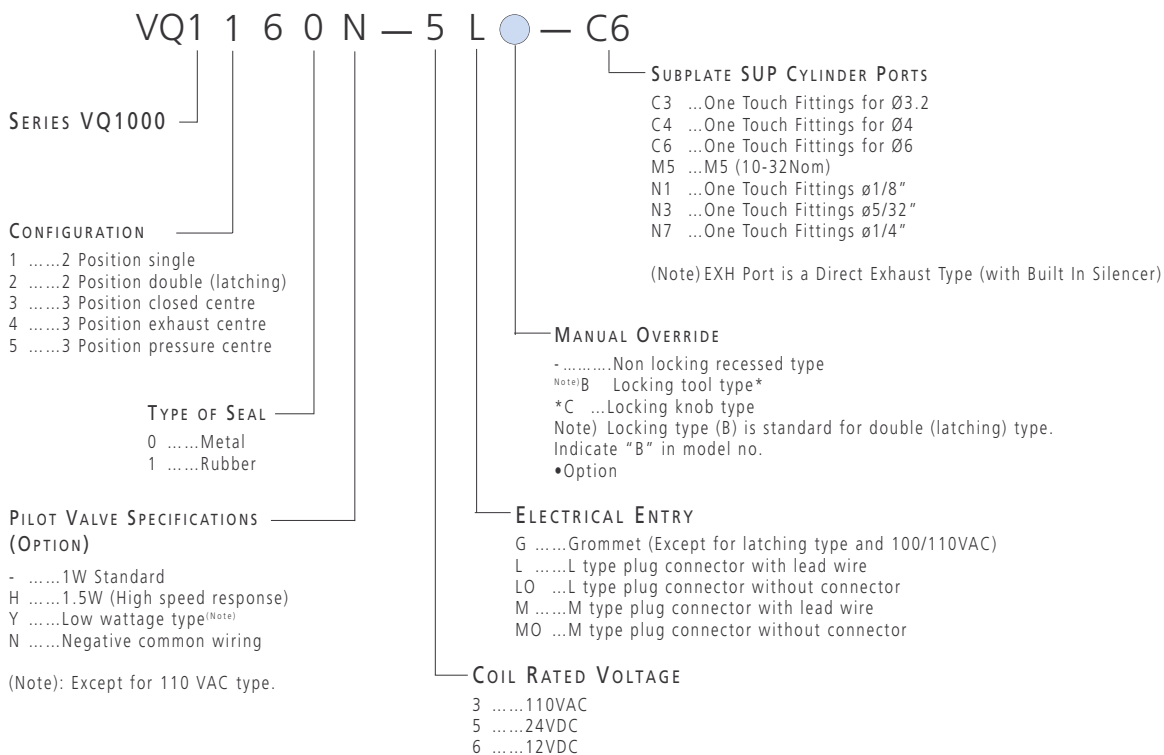 VQ1 1 6 0 N — 5 L — C6
SERIES VQ1000
CONFIGURATION
1 ......2 Position single
2 ......2 Position double (latching)
3 ......3 Position closed centre
4 ......3 Position exhaust centre
5 ......3 Position pressure centre
TYPE OF SEAL
0 ......Metal
1 ......Rubber
PILOT VALVE SPECIFICATIONS
(OPTION)
- ......1W Standard
H ......1.5W (High speed response)
Y ......Low wattage type(Note)
N ......Negative common wiring
(Note): Except for 110 VAC type.
SUBPLATE SUP CYLINDER PORTS
C3 ...One Touch Fittings for Ø3.2
C4 ...One Touch Fittings for Ø4
C6 ...One Touch Fittings for Ø6
M5 ...M5 (10-32Nom)
N1 ...One Touch Fittings ø1/8"
N3 ...One Touch Fittings ø5/32"
N7 ...One Touch Fittings ø1/4"
(Note) EXH Port is a Direct Exhaust Type (with Built In Silencer)
MANUAL OVERRIDE
- ..........Non locking recessed type
Note)B Locking tool type*
*C ...Locking knob type
Note) Locking type (B) is standard for double (latching) type.
Indicate "B" in model no.
•Option
ELECTRICAL ENTRY
G ......Grommet (Except for latching type and 100/110VAC)
L ......L type plug connector with lead wire
LO ...L type plug connector without connector
M ......M type plug connector with lead wire
MO ...M type plug connector without connector
COIL RATED VOLTAGE
3 ......110VAC
5 ......24VDC
6 ......12VDC